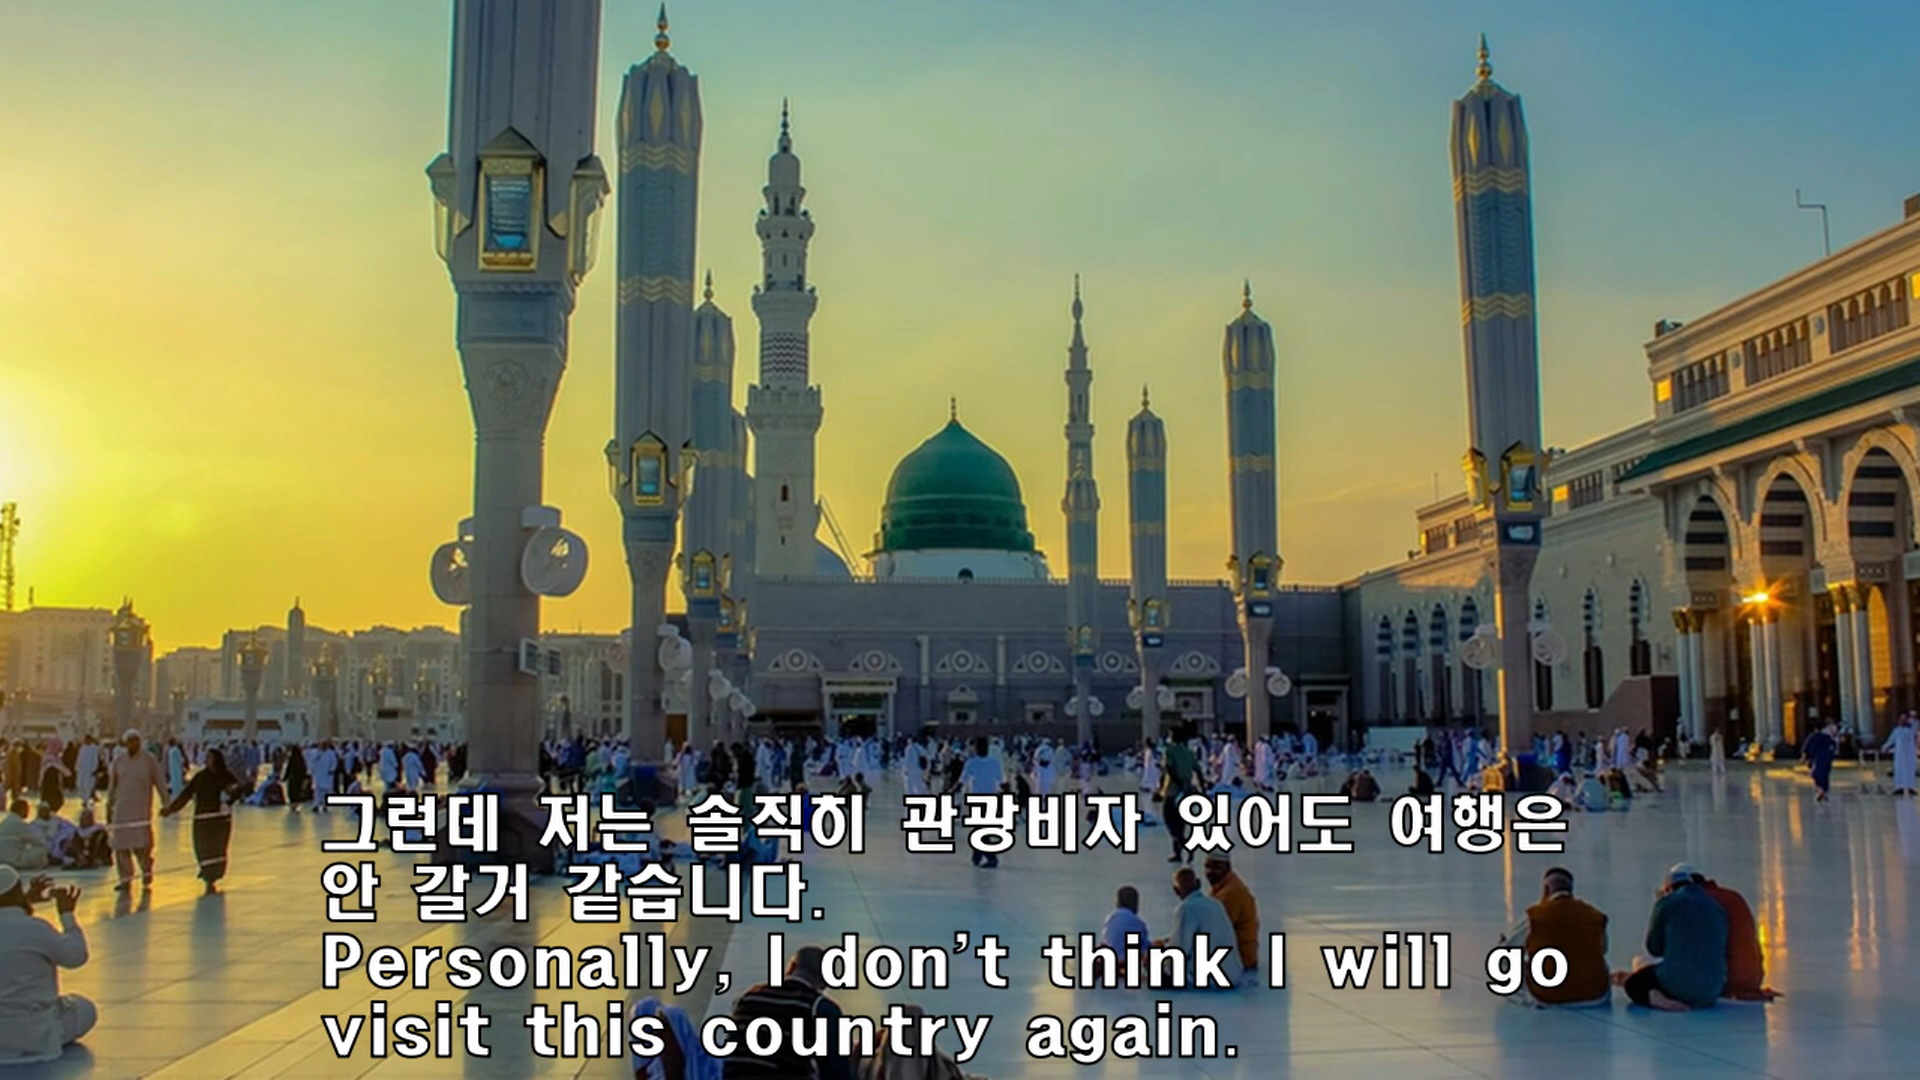 그런데 저는 솔직히 관광비자 있어도 여행은
안 갈거 같습니다.
Personally, I don't think I will go
visit this country again.